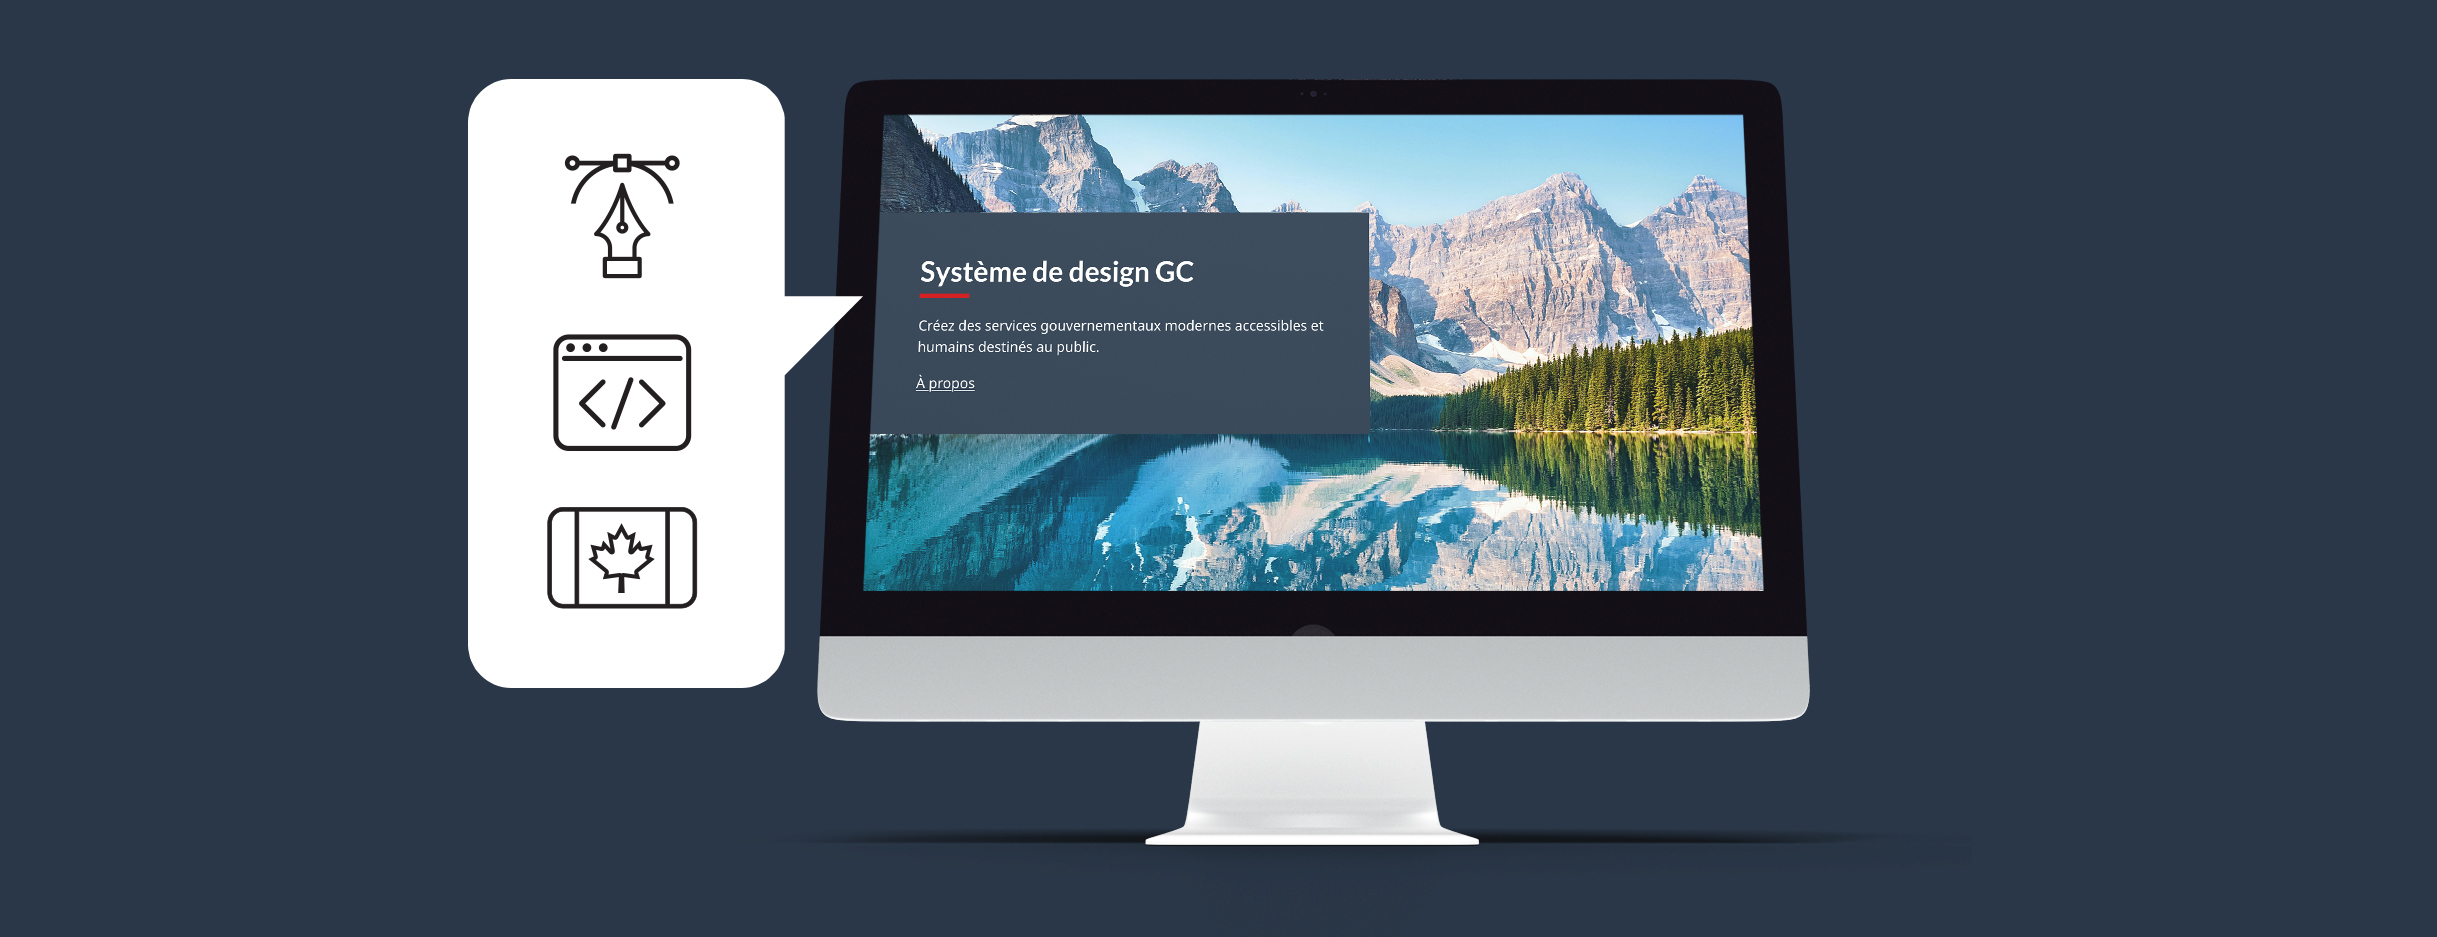 Système de design GC
Créez des services gouvernementaux modernes accessibles et
humains destinés au public.
À propos